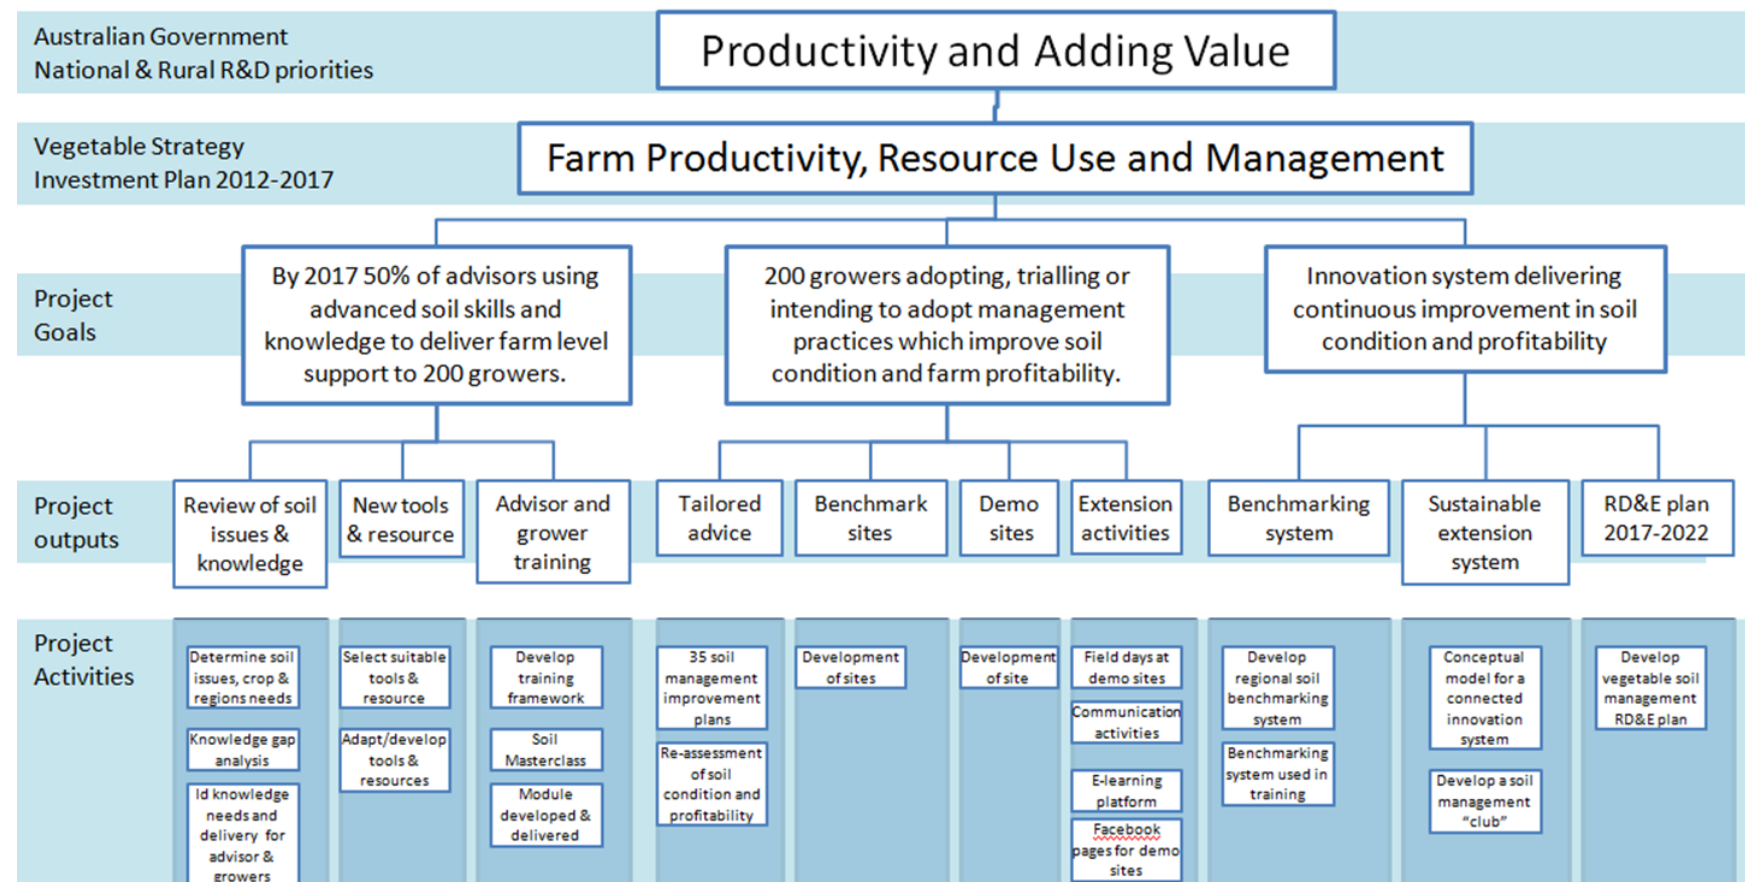 Australian Government
National & Rural R&D priorities
Productivity and Adding Value
Vegetable Strategy
Investment Plan 2012-2017
Farm Productivity, Resource Use and Management
Project
Goals
By 2017 50% of advisors using
advanced soil skills and
knowledge to deliver farm level
support to 200 growers.
200 growers adopting, trialling or
intending to adopt management
practices which improve soil
condition and farm profitability.
Innovation system delivering
continuous improvement in soil
condition and profitability
Project
outputs
Review of soil
issues &
knowledge
New tools
& resource
Advisor and
grower
training
Tailored
advice
Benchmark
sites
Demo
sites
Extension
activities
Benchmarking
system
Sustainable
extension
system
RD&E plan
2017-2022
Project
Activities
Determine soil
issues, crop &
regions needs
Knowledge gap
analysis
Id knowledge
needs and
delivery for
advisor &
growers
Select suitable
tools &
resource
Adapt/develop
tools &
resources
Develop
training
framework
Soil
Masterclass
Module
developed &
delivered
35 soil
management
improvement
plans
Re-assessment
of soil
condition and
profitability
Development
of sites
Development
of site
Field days at
demo sites
Communication
activities
E-learning
platform
Facebook
pages for demo
sites
Develop
regional soil
benchmarking
system
Benchmarking
system used in
training
Conceptual
model for a
connected
innovation
system
Develop a soil
management
“club”
Develop
vegetable soil
management
RD&E plan